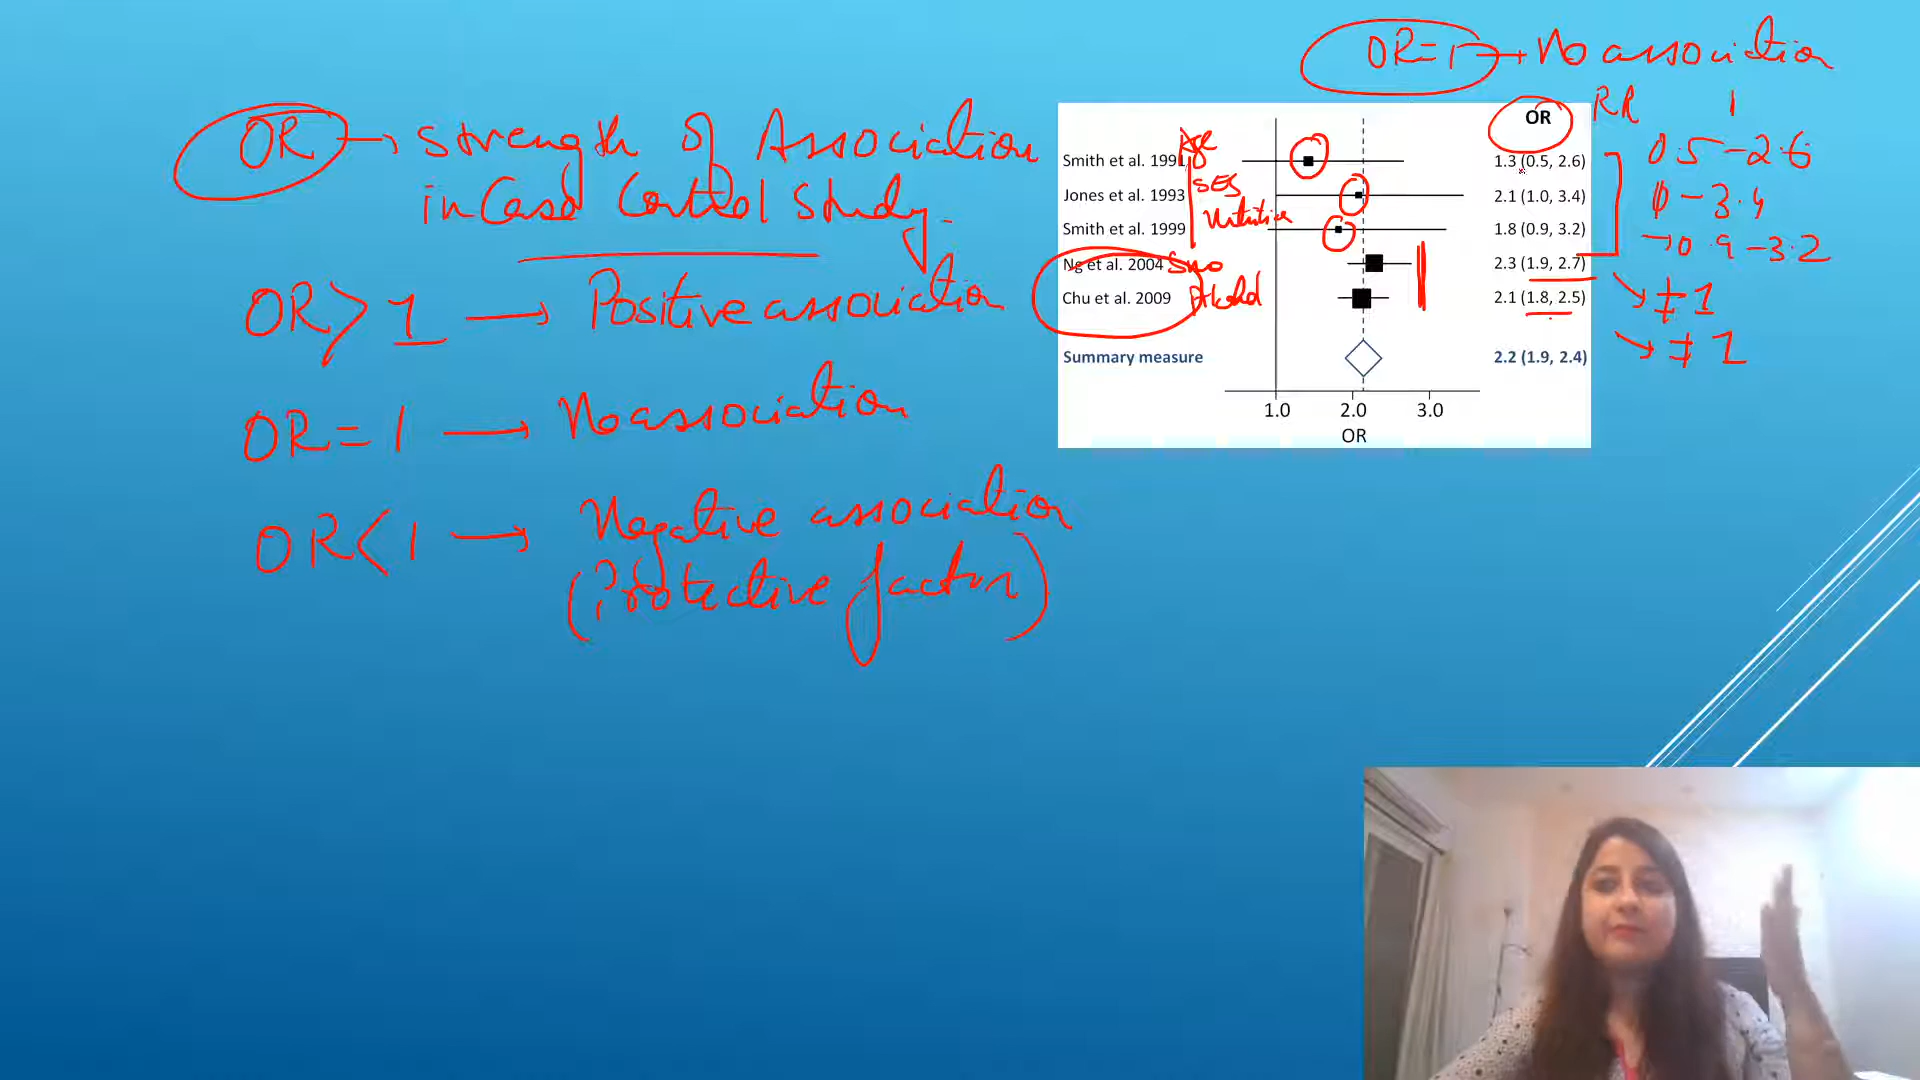 OR=1 → No association
OR → Strength of Association
in Case Control Study.
OR > 1 → Positive association
OR = 1 → No association
OR < 1 → Negative association
(Protective factor)
OR
RR 1
Smith et al. 1991 Age 1.3 (0.5, 2.6) 0.5 - 2.6
SES
Jones et al. 1993 2.1 (1.0, 3.4) - 3.4
Smith et al. 1999 1.8 (0.9, 3.2) → 0.9 - 3.2
Ng et al. 2004 Smo 2.3 (1.9, 2.7) → ≠ 1
Chu et al. 2009 Alcohol 2.1 (1.8, 2.5) → ≠ 1
Summary measure 2.2 (1.9, 2.4)
1.0 2.0 3.0
OR